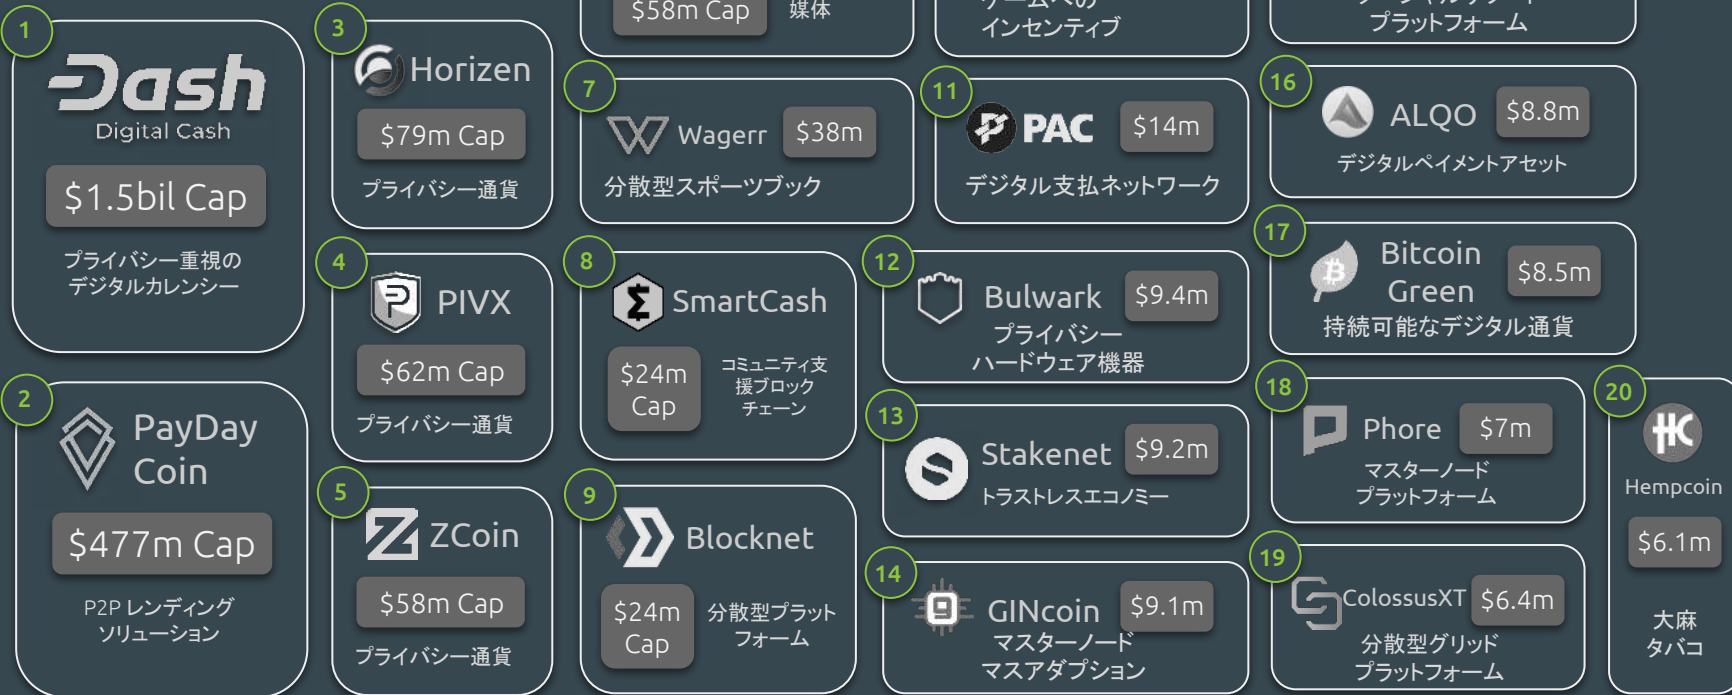 1
Dash
Digital Cash
$1.5bil Cap
プライバシー重視の
デジタルカレンシー
2
PayDay
Coin
$477m Cap
P2P レンディング
ソリューション
3
Horizen
$79m Cap
プライバシー通貨
4
PIVX
$62m Cap
プライバシー通貨
5
ZCoin
$58m Cap
プライバシー通貨
$58m Cap
媒体
7
Wagerr
$38m
分散型スポーツブック
8
SmartCash
$24m
Cap
コミュニティ支
援ブロック
チェーン
9
Blocknet
$24m
Cap
分散型プラット
フォーム
インセンティブ
11
PAC
$14m
デジタル支払ネットワーク
12
Bulwark
$9.4m
プライバシー
ハードウェア機器
13
Stakenet
$9.2m
トラストレスエコノミー
14
GINcoin
$9.1m
マスターノード
マスアダプション
プラットフォーム
16
ALQO
$8.8m
デジタルペイメントアセット
17
Bitcoin
Green
$8.5m
持続可能なデジタル通貨
18
Phore
$7m
マスターノード
プラットフォーム
19
ColossusXT
$6.4m
分散型グリッド
プラットフォーム
20
HC
Hempcoin
$6.1m
大麻
タバコ